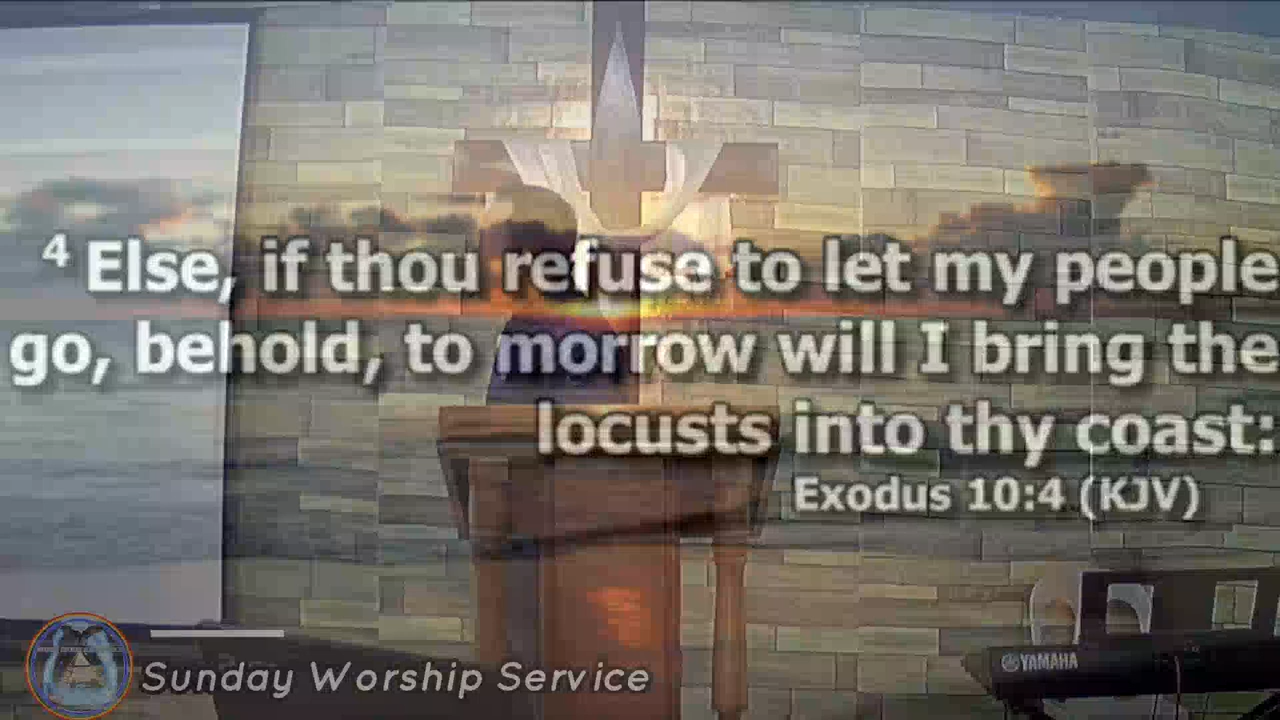 4 Else, if thou refuse to let my people
go, behold, to morrow will I bring the
locusts into thy coast:
Exodus 10:4 (KJV)
YAMAHA
Sunday Worship Service